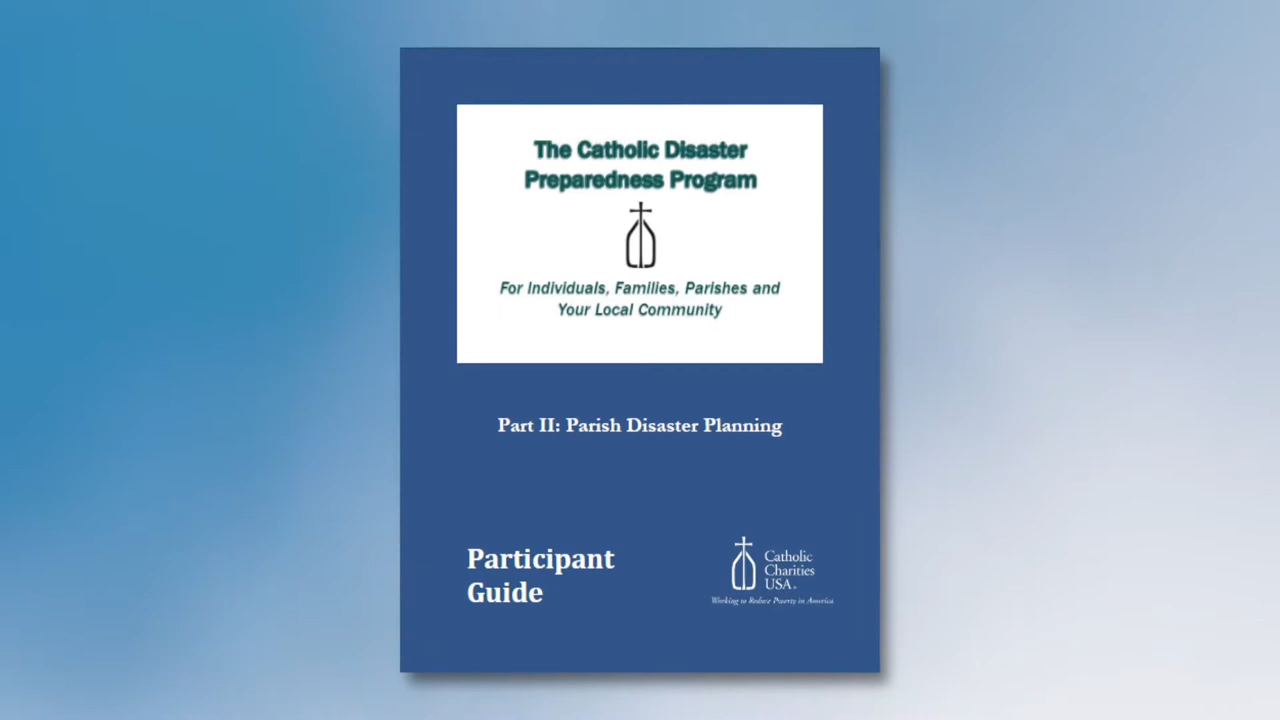 The Catholic Disaster
Preparedness Program
For Individuals, Families, Parishes and
Your Local Community
Part II: Parish Disaster Planning
Participant
Guide
Catholic
Charities
USA®
Working to Reduce Poverty in America